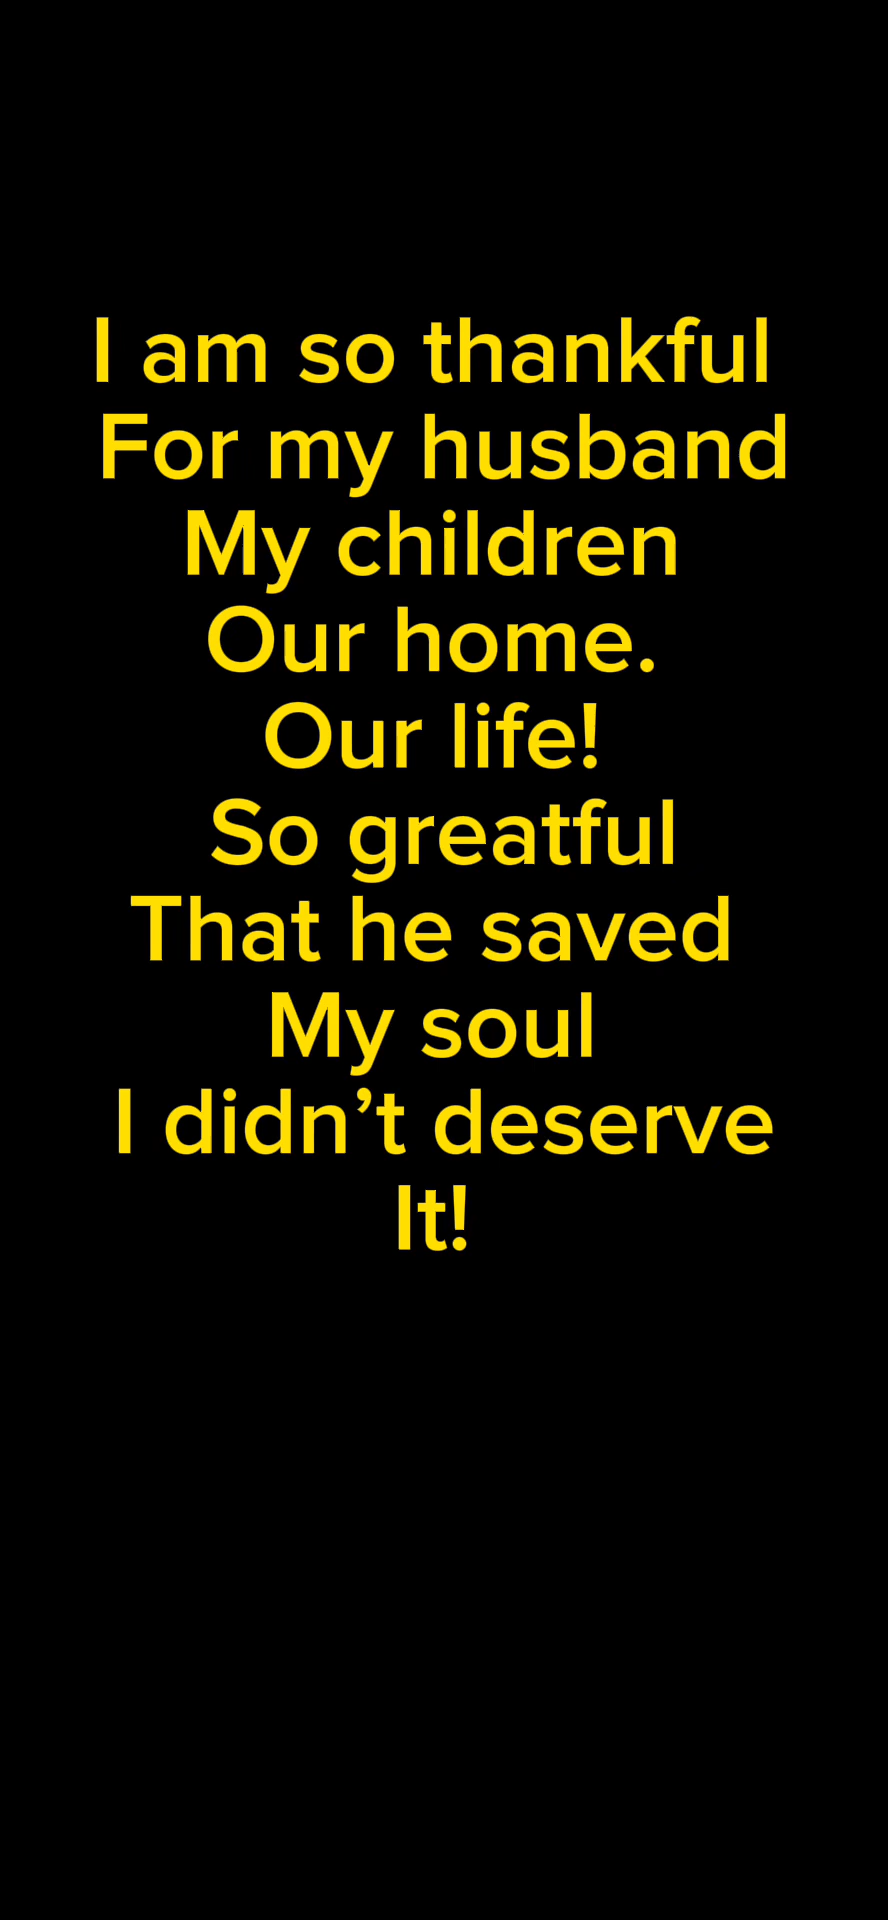 I am so thankful
For my husband
My children
Our home.
Our life!
So greatful
That he saved
My soul
I didn’t deserve
It!